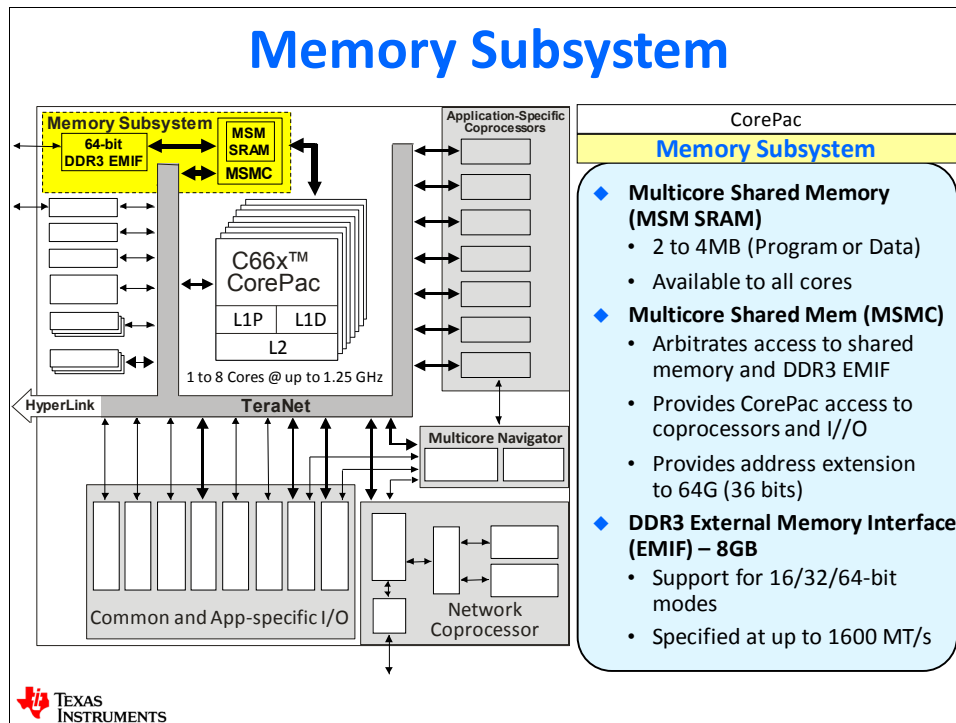 Memory Subsystem
Memory Subsystem
64-bit
DDR3 EMIF
MSM
SRAM
MSMC
Application-Specific
Coprocessors
C66x™
CorePac
L1P
L1D
L2
1 to 8 Cores @ up to 1.25 GHz
HyperLink
TeraNet
Multicore Navigator
Common and App-specific I/O
Network
Coprocessor
CorePac
Memory Subsystem
◆ Multicore Shared Memory
(MSM SRAM)
• 2 to 4MB (Program or Data)
• Available to all cores
◆ Multicore Shared Mem (MSMC)
• Arbitrates access to shared
memory and DDR3 EMIF
• Provides CorePac access to
coprocessors and I//O
• Provides address extension
to 64G (36 bits)
◆ DDR3 External Memory Interface
(EMIF) – 8GB
• Support for 16/32/64-bit
modes
• Specified at up to 1600 MT/s
TEXAS
INSTRUMENTS